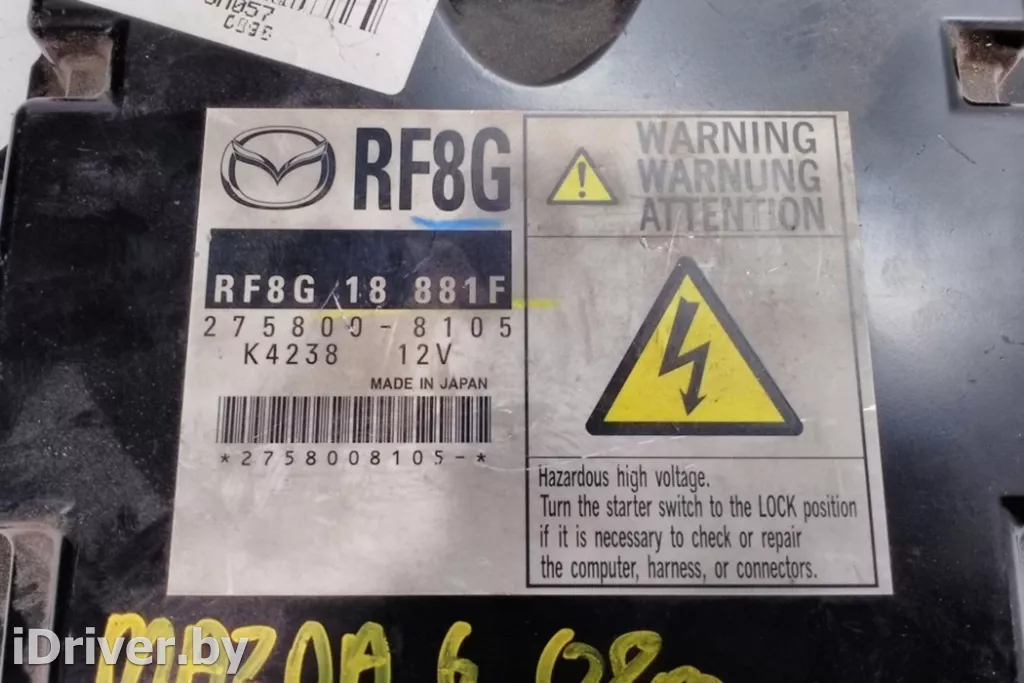 RF8G
RF8G 18 881F
275800-8105
K4238 12V
MADE IN JAPAN
*2758008105-*
WARNING
WARNUNG
ATTENTION
Hazardous high voltage.
Turn the starter switch to the LOCK position
if it is necessary to check or repair
the computer, harness, or connectors.
MAZDA 6
iDriver.by